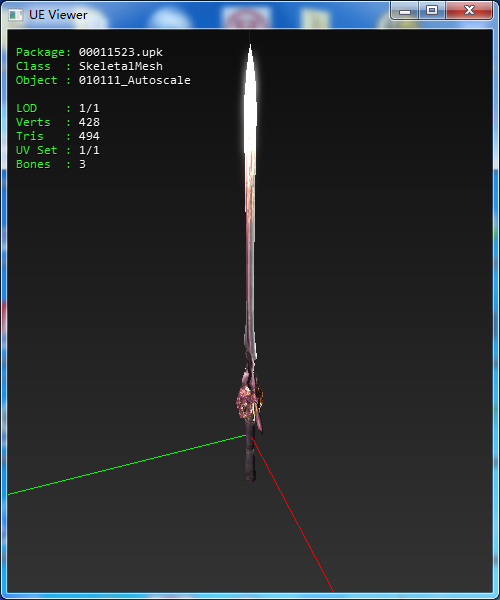 UE Viewer
Package: 00011523.upk
Class : SkeletalMesh
Object : 010111_Autoscale
LOD : 1/1
Verts : 428
Tris : 494
UV Set : 1/1
Bones : 3